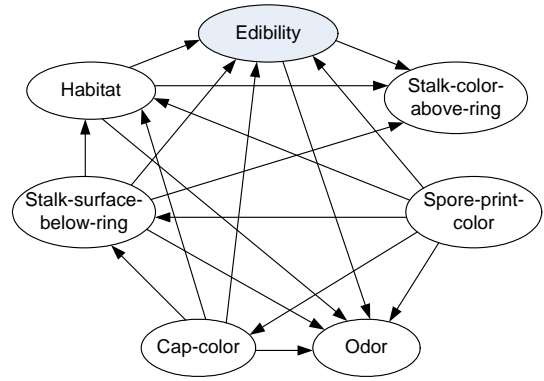 Edibility
Habitat
Stalk-color-
above-ring
Stalk-surface-
below-ring
Spore-print-
color
Cap-color
Odor